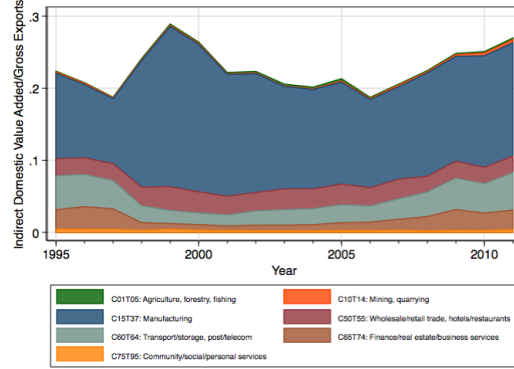 Indirect Domestic Value Added/Gross Exports
.3
.2
.1
0
1995
2000
2005
2010
Year
C01T05: Agriculture, forestry, fishing
C10T14: Mining, quarrying
C15T37: Manufacturing
C50T55: Wholesale/retail trade, hotels/restaurants
C60T64: Transport/storage, post/telecom
C65T74: Finance/real estate/business services
C75T95: Community/social/personal services